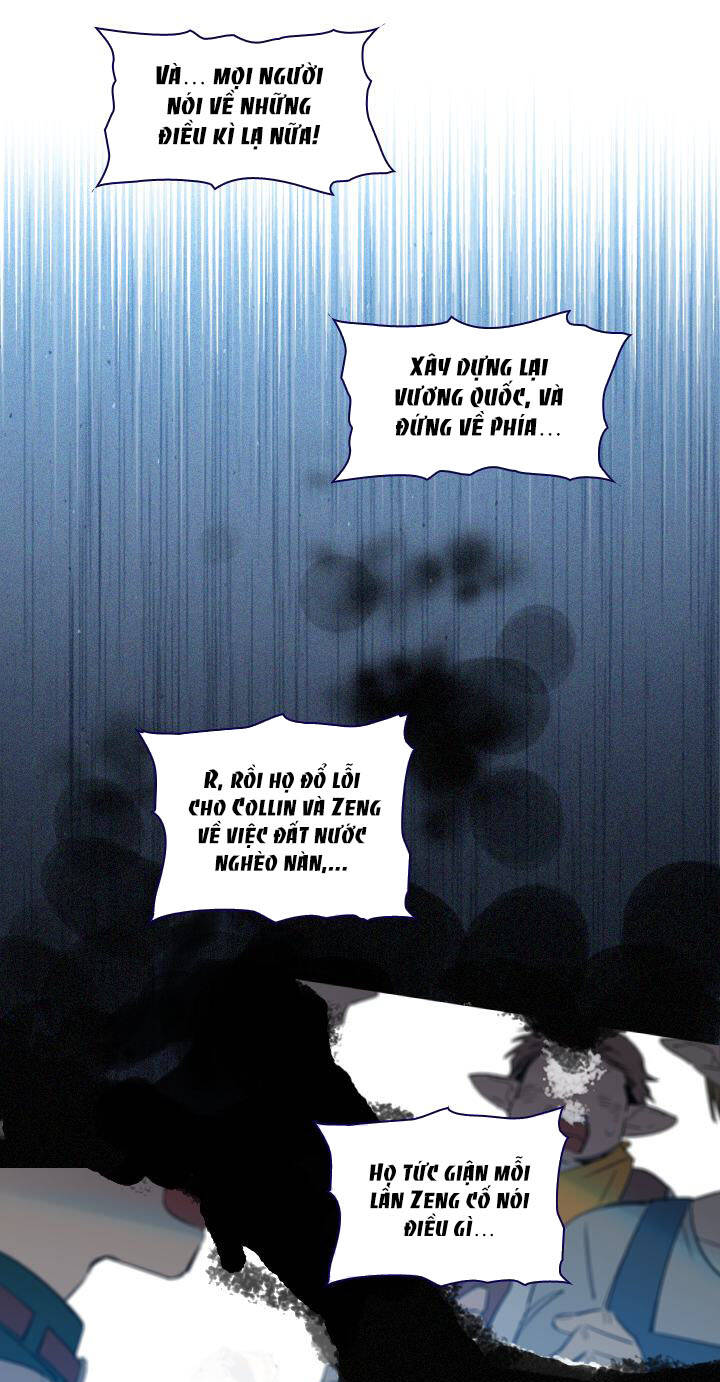 VÀ... MỌI NGƯỜI
NÓI VỀ NHỮNG
ĐIỀU KÌ LẠ NỮA!
XÂY DỰNG LẠI
VƯƠNG QUỐC, VÀ
ĐỨNG VỀ PHÍA...
R, RỒI HỌ ĐỔ LỖI
CHO COLLIN VÀ ZENG
VỀ VIỆC ĐẤT NƯỚC
NGHÈO NÀN,...
HỌ TỨC GIẬN MỖI
LẦN ZENG CỐ NÓI
ĐIỀU GÌ...